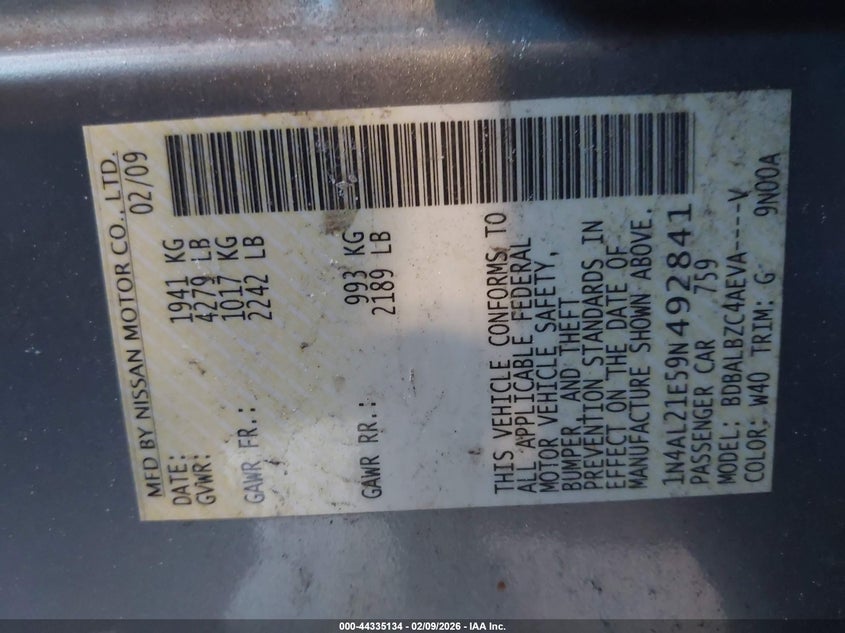 MFD BY NISSAN MOTOR CO., LTD.
DATE: 02/09
GVWR: 1941 KG
4279 LB
GAWR FR.: 1017 KG
2242 LB
GAWR RR.: 993 KG
2189 LB
THIS VEHICLE CONFORMS TO
ALL APPLICABLE FEDERAL
MOTOR VEHICLE SAFETY,
BUMPER AND THEFT
PREVENTION STANDARDS IN
EFFECT ON THE DATE OF
MANUFACTURE SHOWN ABOVE.
1N4AL21E59N492841
PASSENGER CAR 759
MODEL: BDBALBZC4AEVA----V
COLOR: W40 TRIM: G 9N00A
000-44335134 - 02/09/2026 - IAA Inc.